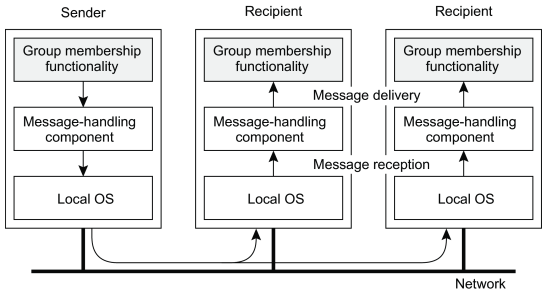 Sender
Recipient
Recipient
Group membership
functionality
Group membership
functionality
Group membership
functionality
Message delivery
Message-handling
component
Message-handling
component
Message-handling
component
Message reception
Local OS
Local OS
Local OS
Network